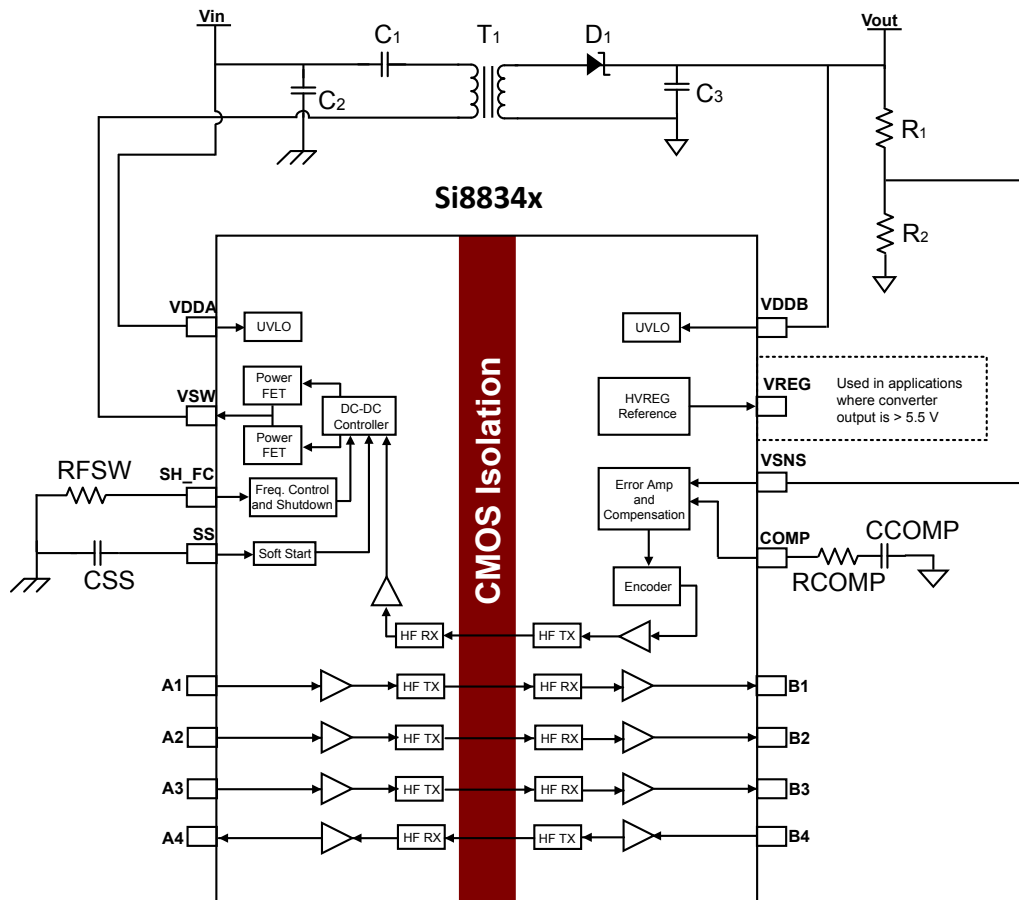 Vin
C1
T1
D1
Vout
C2
C3
R1
R2
Si8834x
CMOS Isolation
VDDA
UVLO
UVLO
VDDB
VSW
Power
FET
Power
FET
DC-DC
Controller
HVREG
Reference
VREG
Used in applications
where converter
output is > 5.5 V
RFSW
SH_FC
Freq. Control
and Shutdown
Error Amp
and
Compensation
VSNS
SS
CSS
Soft Start
COMP
RCOMP
CCOMP
Encoder
HF RX
HF TX
A1
HF TX
HF RX
B1
A2
HF TX
HF RX
B2
A3
HF TX
HF RX
B3
A4
HF RX
HF TX
B4